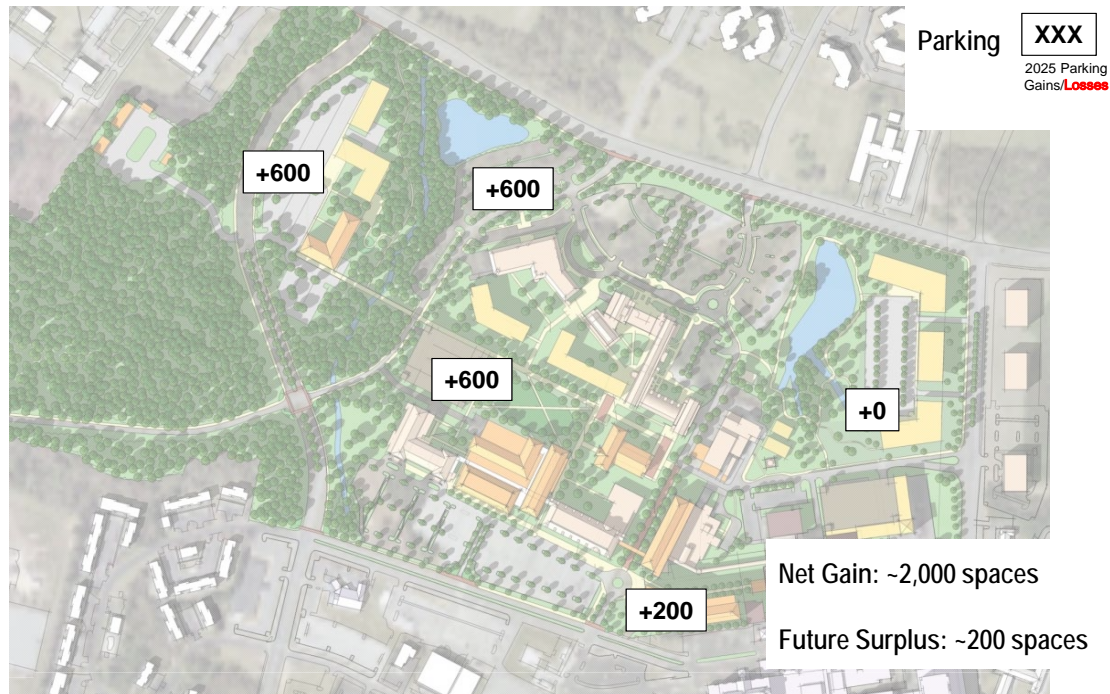 Parking
XXX
2025 Parking
Gains/Losses
+600
+600
+600
+0
+200
Net Gain: ~2,000 spaces
Future Surplus: ~200 spaces